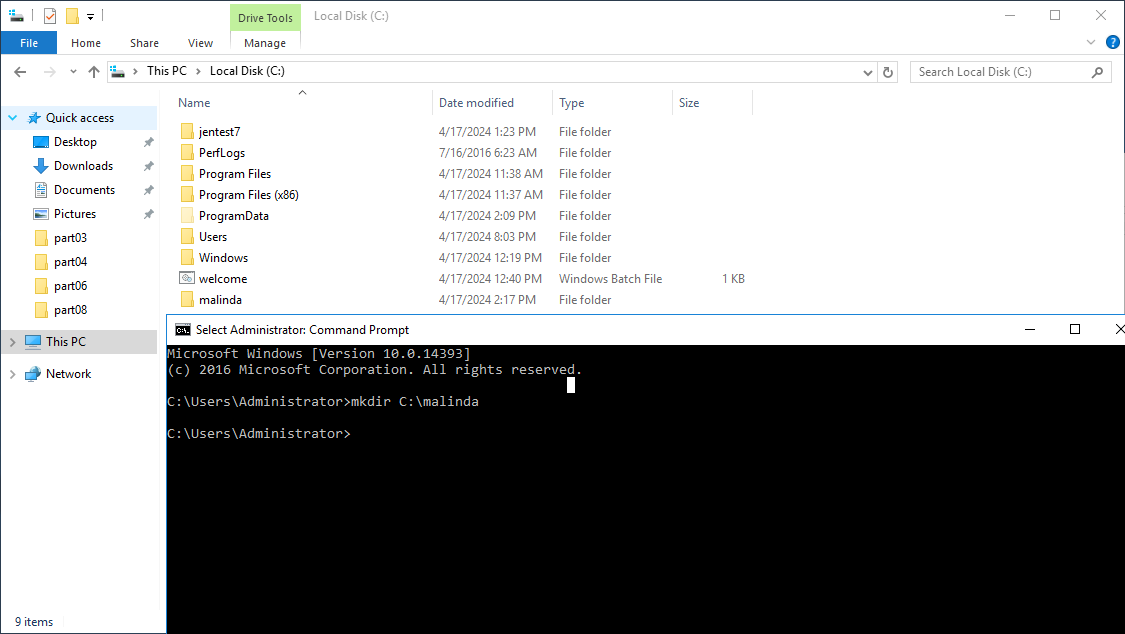 Drive Tools Local Disk (C:)
File Home Share View Manage
This PC Local Disk (C:) Search Local Disk (C:)
Name Date modified Type Size
Quick access
Desktop
Downloads
Documents
Pictures
part03
part04
part06
part08
This PC
Network
jentest7 4/17/2024 1:23 PM File folder
PerfLogs 7/16/2016 6:23 AM File folder
Program Files 4/17/2024 11:38 AM File folder
Program Files (x86) 4/17/2024 11:37 AM File folder
ProgramData 4/17/2024 2:09 PM File folder
Users 4/17/2024 8:03 PM File folder
Windows 4/17/2024 12:19 PM File folder
welcome 4/17/2024 12:40 PM Windows Batch File 1 KB
malinda 4/17/2024 2:17 PM File folder
Select Administrator: Command Prompt
Microsoft Windows [Version 10.0.14393]
(c) 2016 Microsoft Corporation. All rights reserved.
C:\Users\Administrator>mkdir C:\malinda
C:\Users\Administrator>
9 items